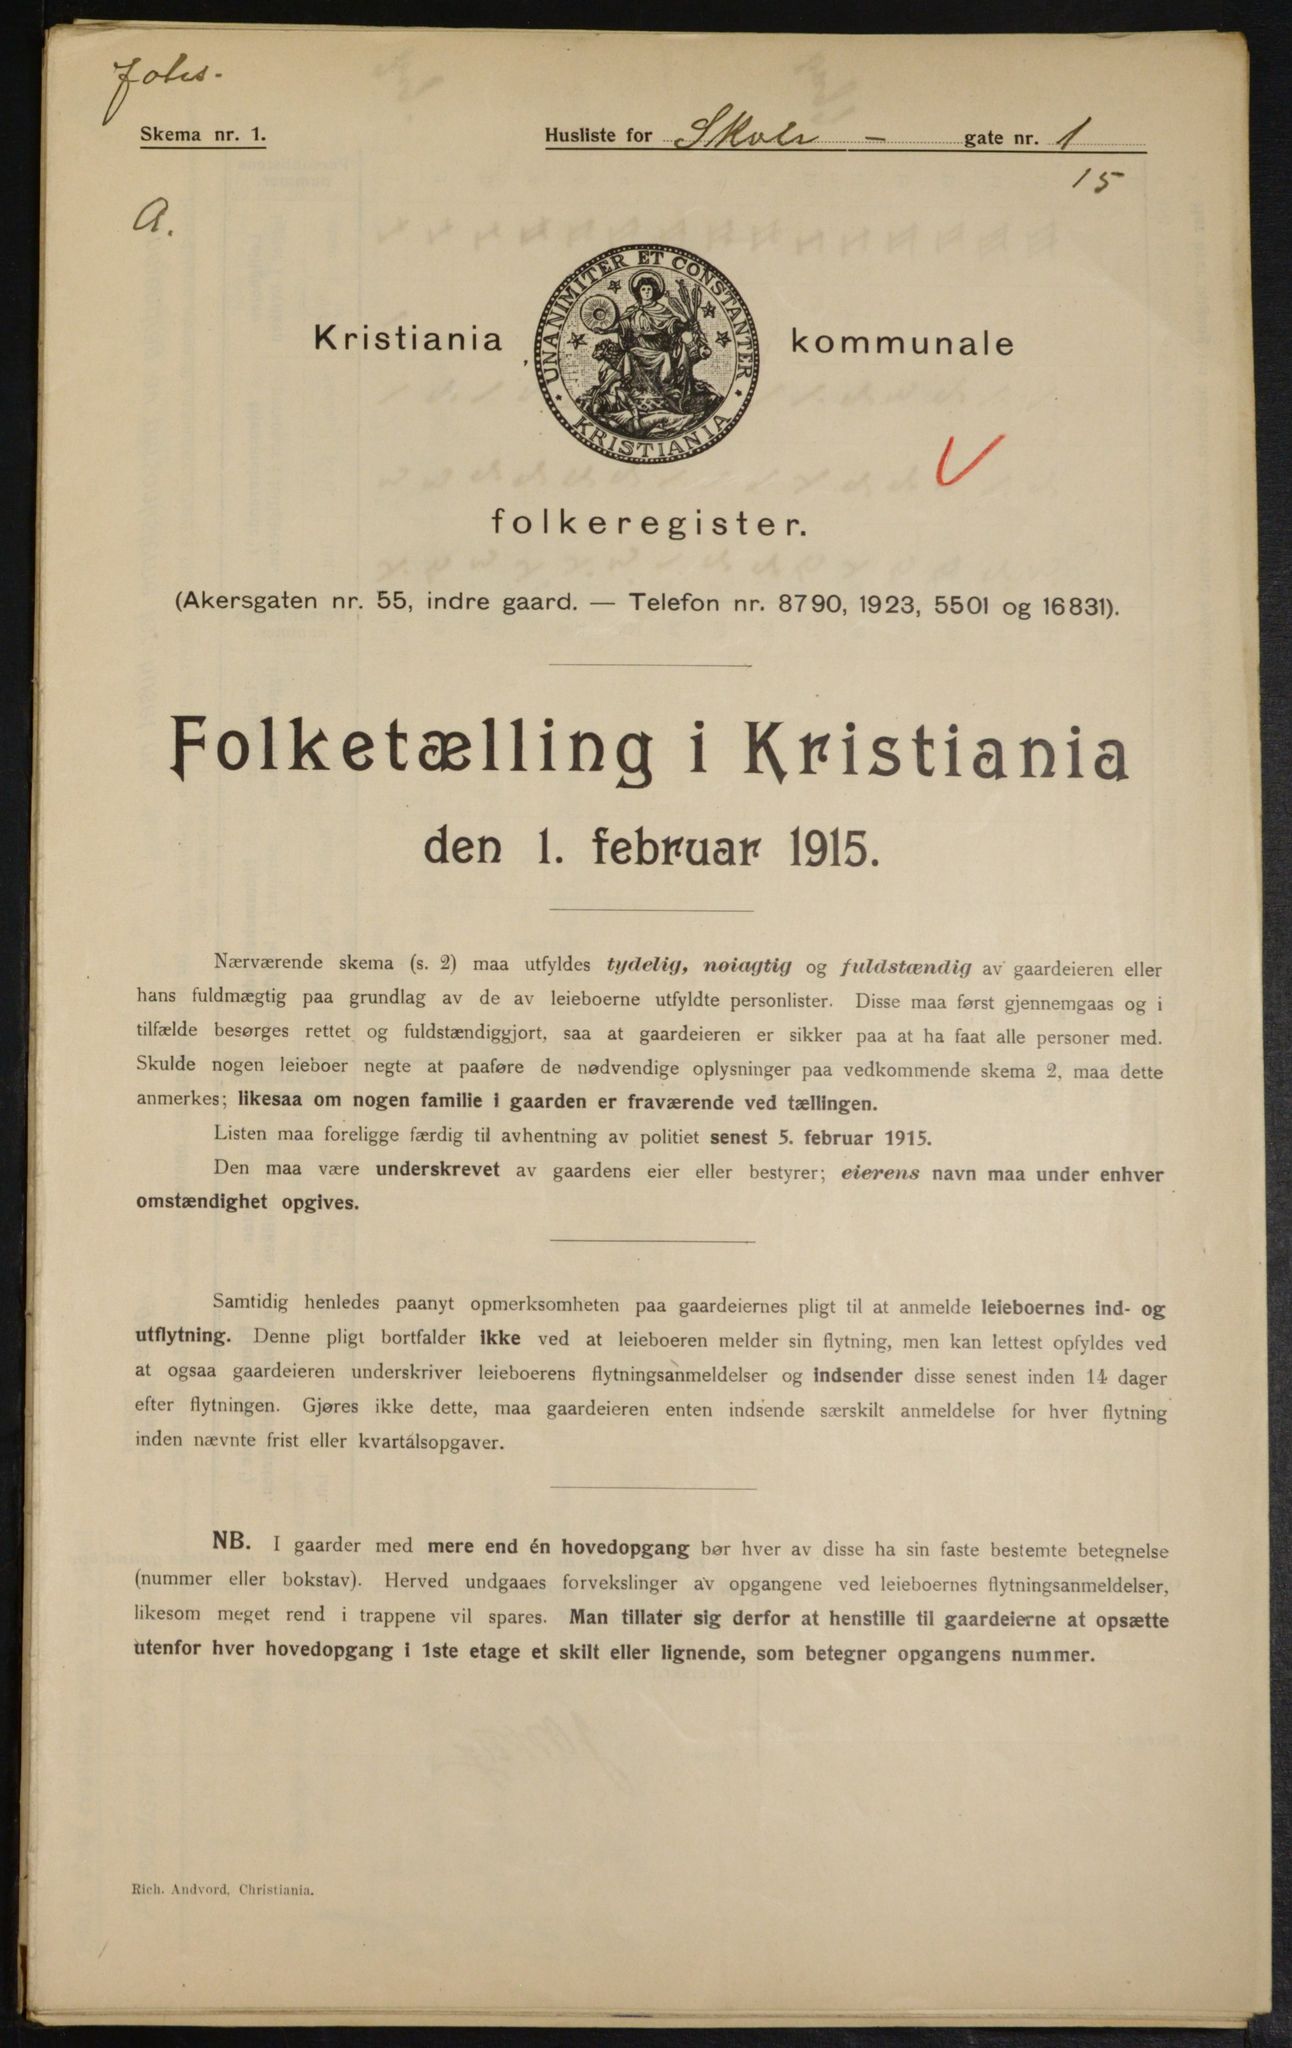 Skema nr. 1.
Husliste for Skole - gate nr. 1
15
A.
UNANIMITER ET CONSTANTER
KRISTIANIA
Kristiania kommunale
folkeregister.
(Akersgaten nr. 55, indre gaard. — Telefon nr. 8790, 1923, 5501 og 16831).
Folketælling i Kristiania
den 1. februar 1915.
Nærværende skema (s. 2) maa utfyldes tydelig, nøiagtig og fuldstændig av gaardeieren eller
hans fuldmægtig paa grundlag av de av leieboerne utfyldte personlister. Disse maa først gjennemgaas og i
tilfælde besørges rettet og fuldstændiggjort, saa at gaardeieren er sikker paa at ha faat alle personer med.
Skulde nogen leieboer negte at paaføre de nødvendige oplysninger paa vedkommende skema 2, maa dette
anmerkes; likesaa om nogen familie i gaarden er fraværende ved tællingen.
Listen maa foreligge færdig til avhentning av politiet senest 5. februar 1915.
Den maa være underskrevet av gaardens eier eller bestyrer; eierens navn maa under enhver
omstændighet opgives.
Samtidig henledes paanyt opmerksomheten paa gaardeiernes pligt til at anmelde leieboernes ind- og
utflytning. Denne pligt bortfalder ikke ved at leieboeren melder sin flytning, men kan lettest opfyldes ved
at ogsaa gaardeieren underskriver leieboerens flytningsanmeldelser og indsender disse senest inden 14 dager
efter flytningen. Gjøres ikke dette, maa gaardeieren enten indsende særskilt anmeldelse for hver flytning
inden nævnte frist eller kvartalsopgaver.
NB. I gaarder med mere end én hovedopgang bør hver av disse ha sin faste bestemte betegnelse
(nummer eller bokstav). Herved undgaaes forvekslinger av opgangene ved leieboernes flytningsanmeldelser,
likesom meget rend i trappene vil spares. Man tillater sig derfor at henstille til gaardeierne at opsætte
utenfor hver hovedopgang i 1ste etage et skilt eller lignende, som betegner opgangens nummer.
Rich. Andvord, Christiania.